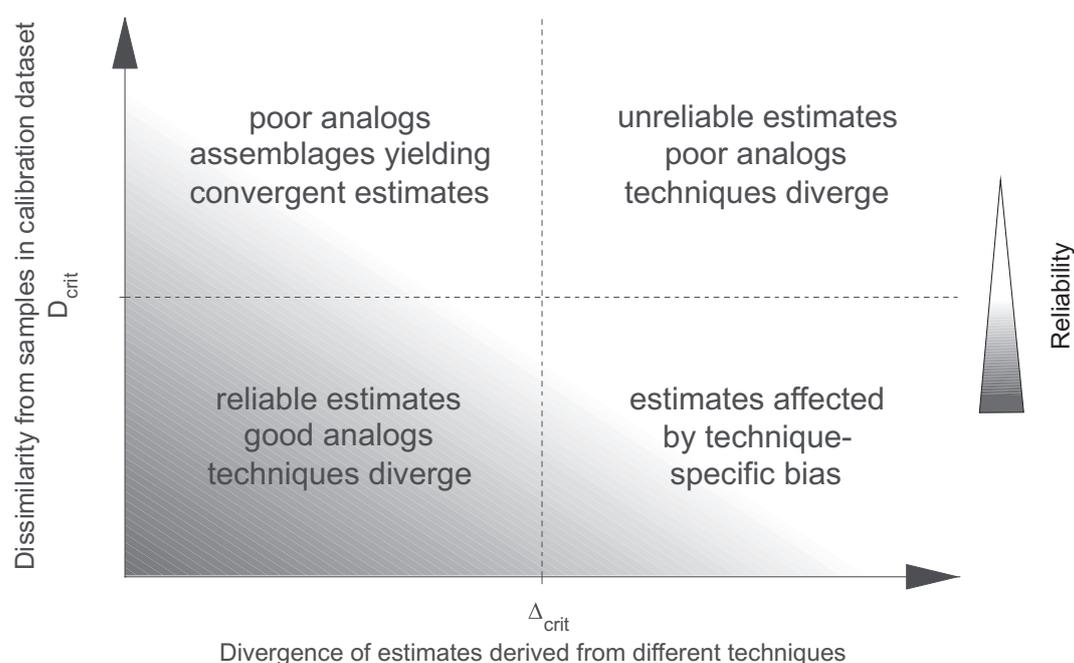 Dissimilarity from samples in calibration dataset
D_crit
poor analogs
assemblages yielding
convergent estimates
unreliable estimates
poor analogs
techniques diverge
reliable estimates
good analogs
techniques diverge
estimates affected
by technique-
specific bias
Reliability
Δ_crit
Divergence of estimates derived from different techniques